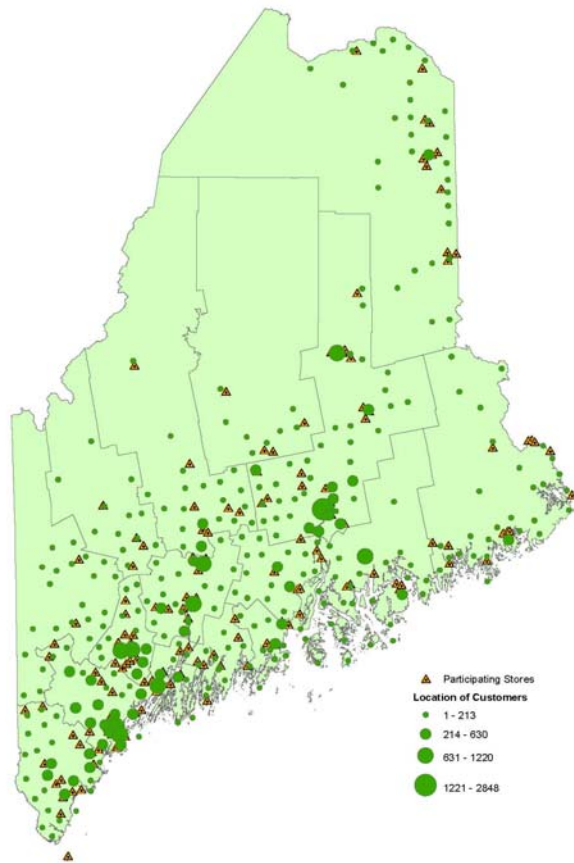 Participating Stores
Location of Customers
1 - 213
214 - 630
631 - 1220
1221 - 2848